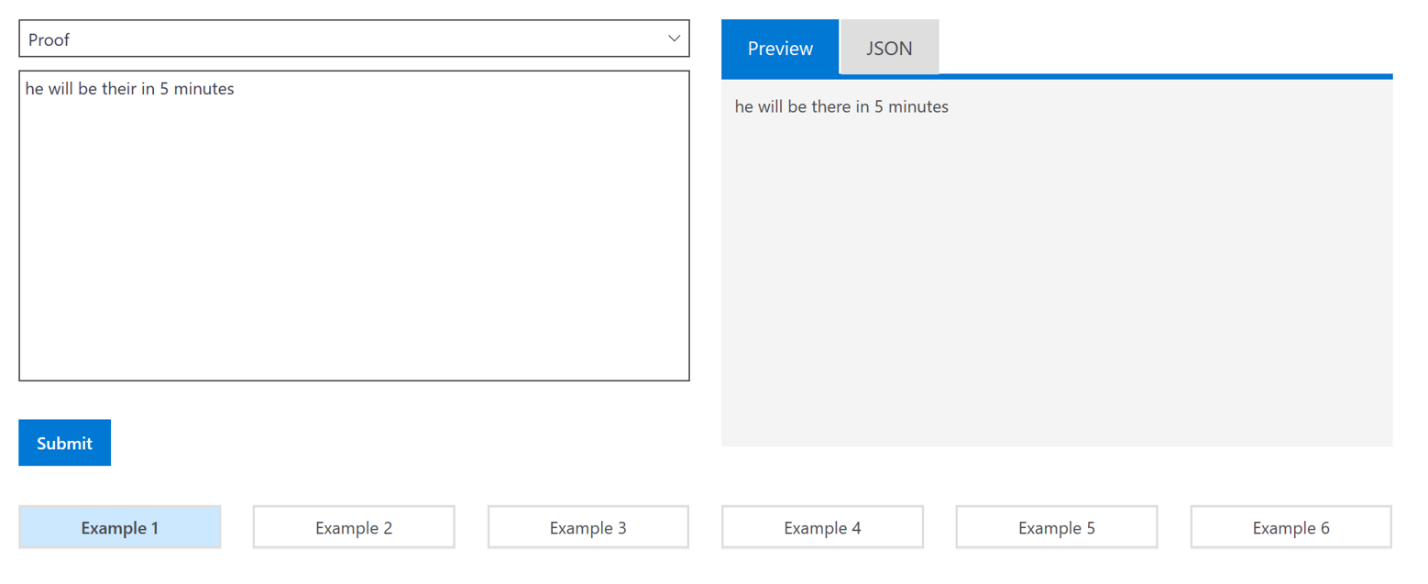 Proof
he will be their in 5 minutes
Submit
Preview JSON
he will be there in 5 minutes
Example 1 Example 2 Example 3 Example 4 Example 5 Example 6